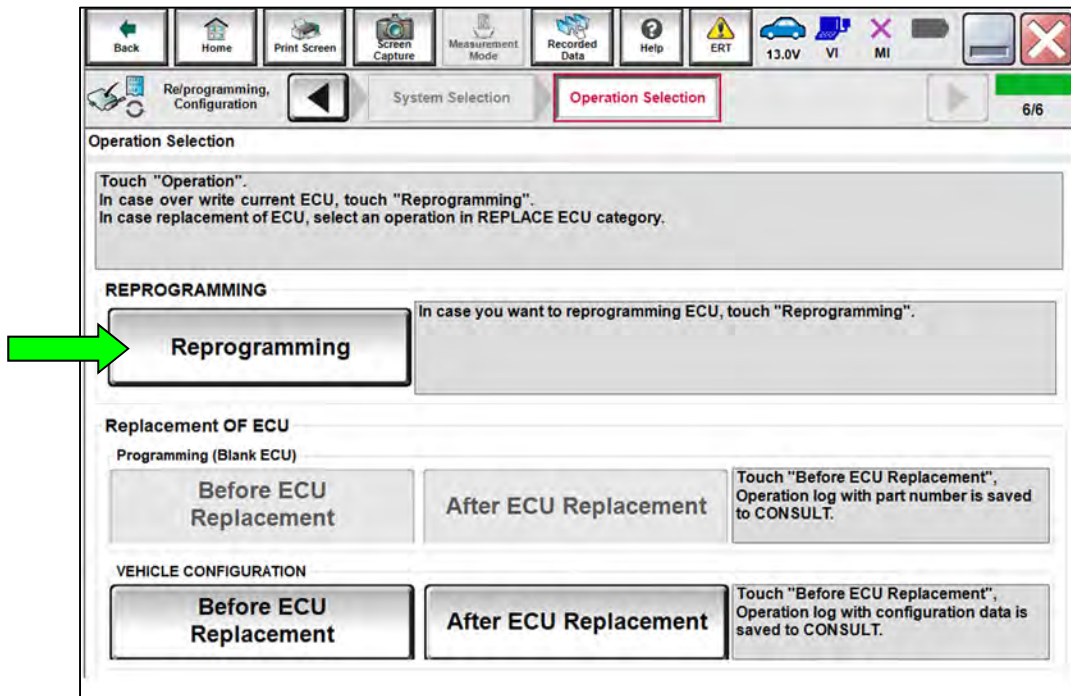 Back
Home
Print Screen
Screen
Capture
Measurement
Mode
Recorded
Data
Help
ERT
13.0V
VI
MI
Re/programming,
Configuration
System Selection
Operation Selection
6/6
Operation Selection
Touch "Operation".
In case over write current ECU, touch "Reprogramming".
In case replacement of ECU, select an operation in REPLACE ECU category.
REPROGRAMMING
Reprogramming
In case you want to reprogramming ECU, touch "Reprogramming".
Replacement OF ECU
Programming (Blank ECU)
Before ECU
Replacement
After ECU Replacement
Touch "Before ECU Replacement",
Operation log with part number is saved
to CONSULT.
VEHICLE CONFIGURATION
Before ECU
Replacement
After ECU Replacement
Touch "Before ECU Replacement",
Operation log with configuration data is
saved to CONSULT.